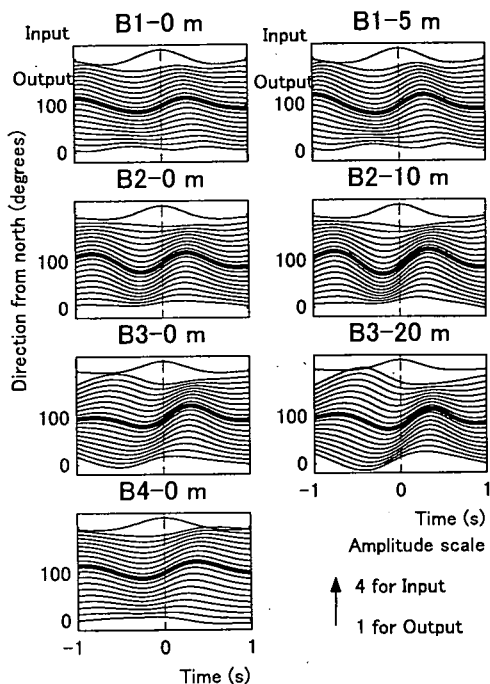 B1-0 m
B1-5 m
Input
Output
100
0
Input
Output
100
0
B2-0 m
B2-10 m
100
0
100
0
B3-0 m
B3-20 m
100
0
100
0
-1
0
1
Time (s)
B4-0 m
100
0
-1
0
1
Time (s)
Direction from north (degrees)
Amplitude scale
4 for Input
1 for Output